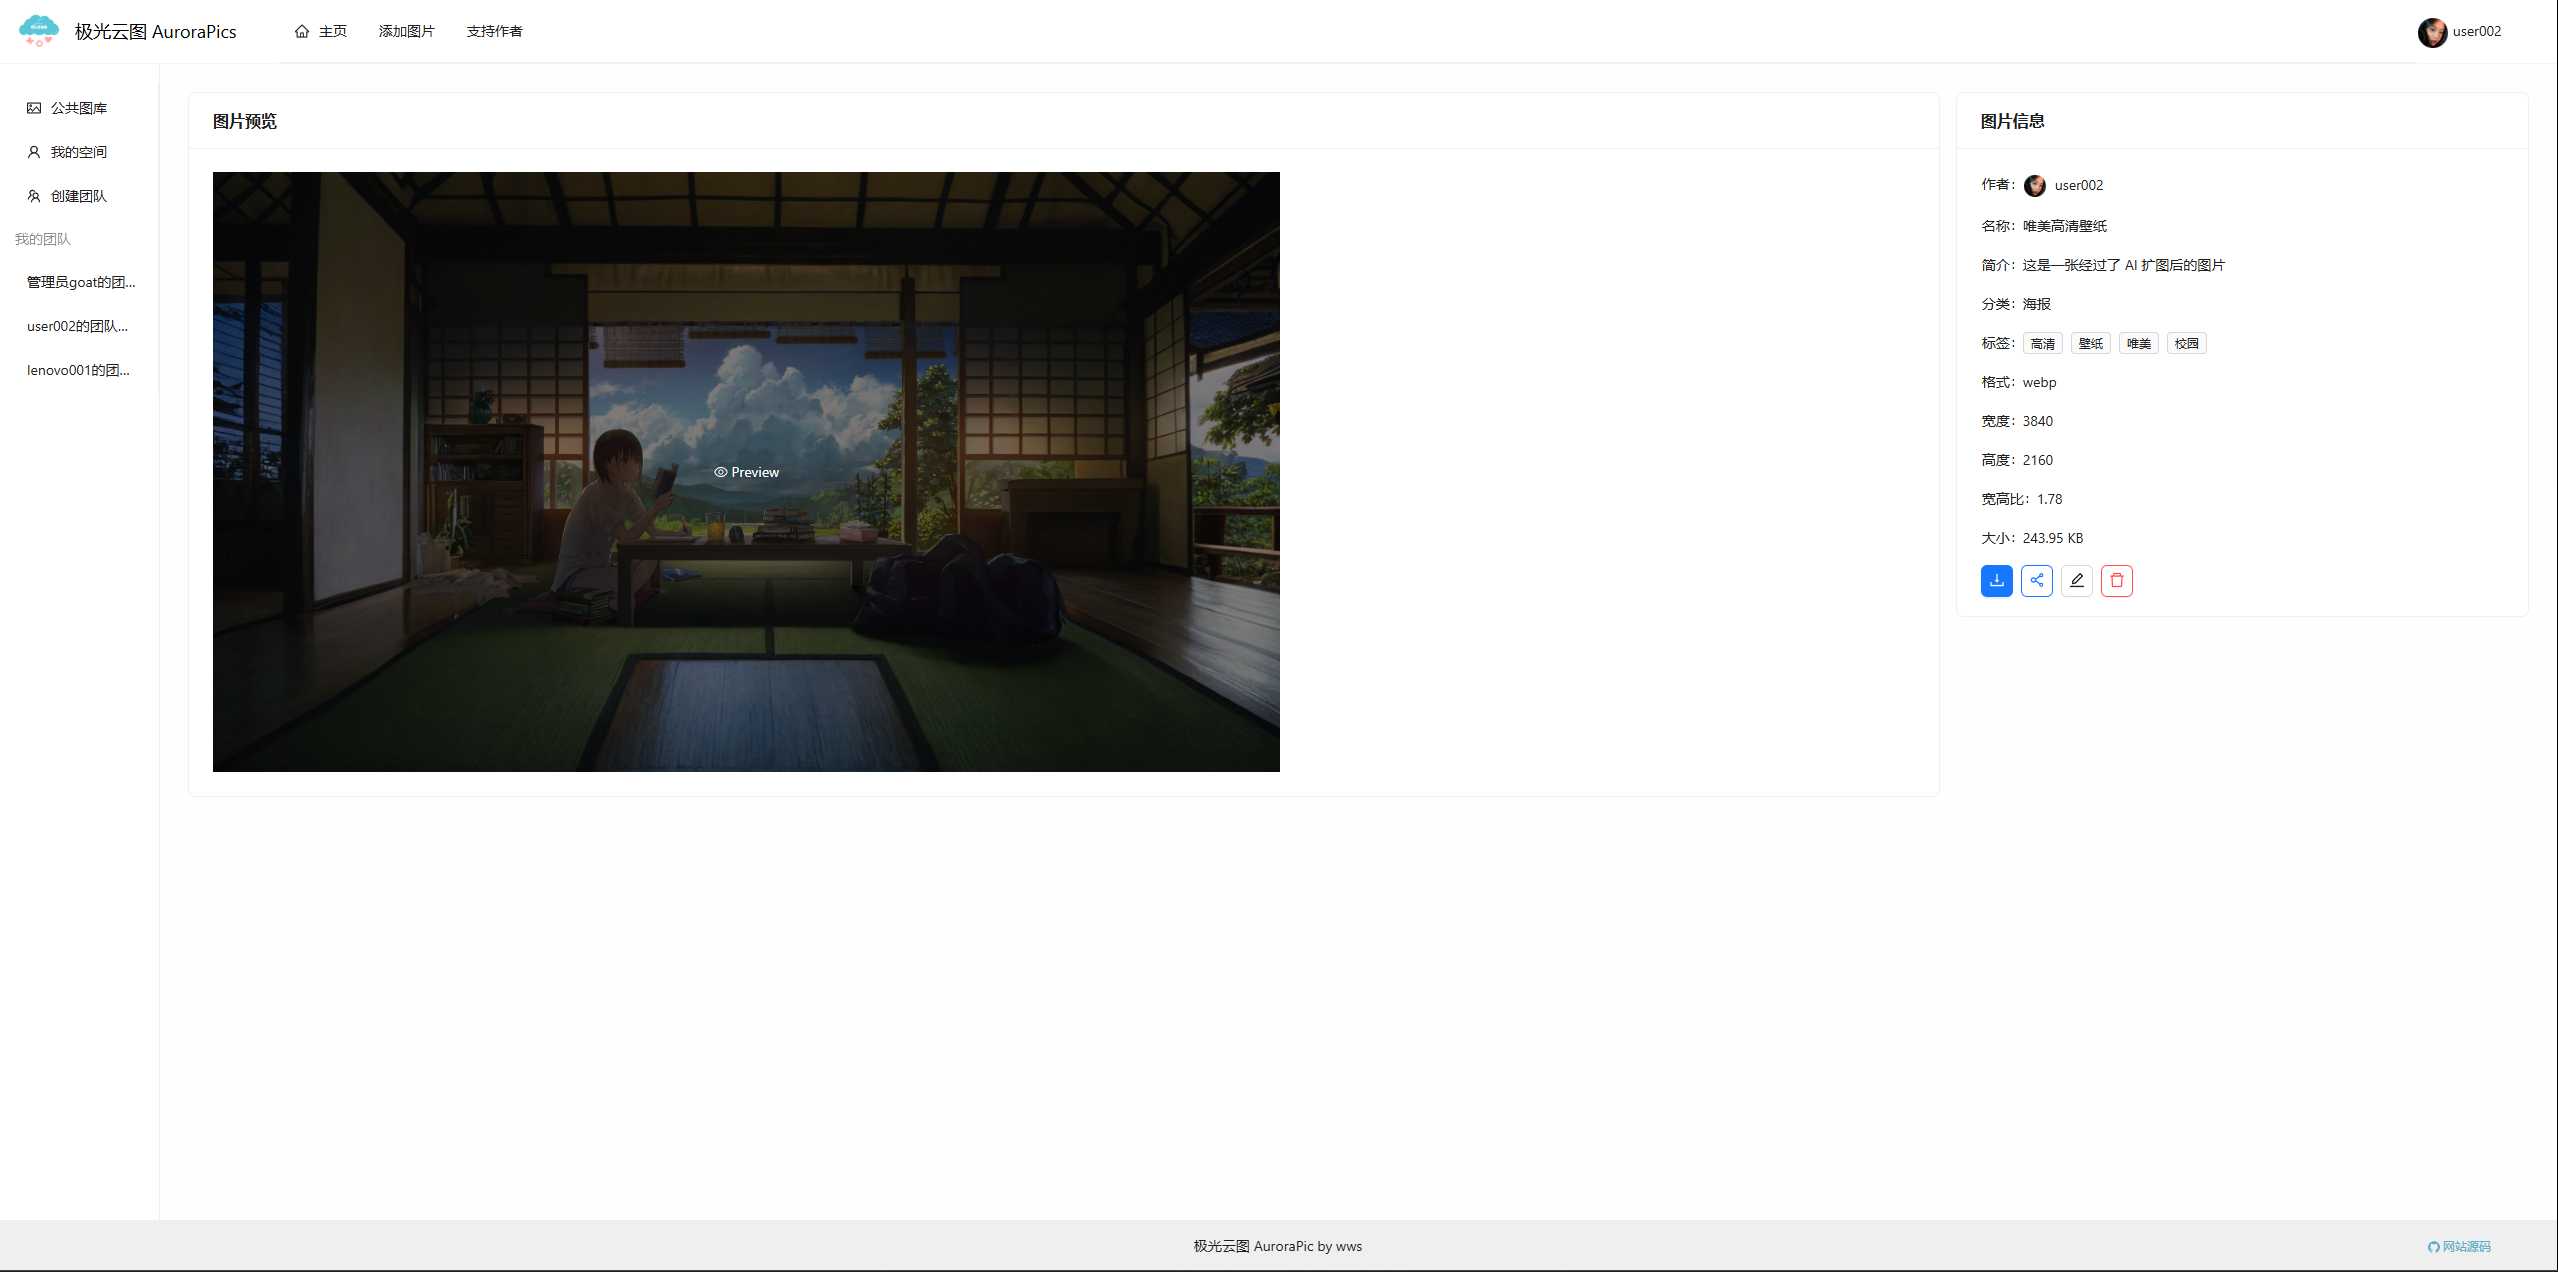 极光云图 AuroraPics
主页
添加图片
支持作者
user002
公共图库
我的空间
创建团队
我的团队
管理员goat的团...
user002的团队...
lenovo001的团...
图片预览
Preview
图片信息
作者： user002
名称：唯美高清壁纸
简介：这是一张经过了 AI 扩图后的图片
分类：海报
标签： 高清 壁纸 唯美 校园
格式：webp
宽度：3840
高度：2160
宽高比：1.78
大小：243.95 KB
极光云图 AuroraPic by wws
网站源码